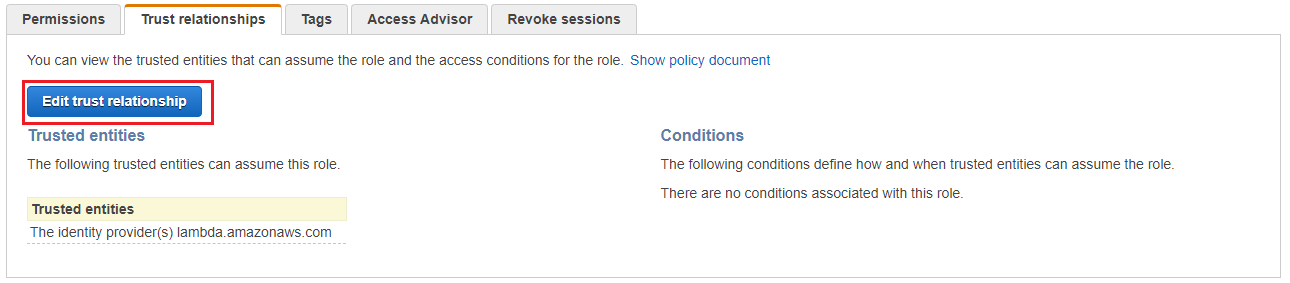 Permissions
Trust relationships
Tags
Access Advisor
Revoke sessions
You can view the trusted entities that can assume the role and the access conditions for the role. Show policy document
Edit trust relationship
Trusted entities
The following trusted entities can assume this role.
Trusted entities
The identity provider(s) lambda.amazonaws.com
Conditions
The following conditions define how and when trusted entities can assume the role.
There are no conditions associated with this role.